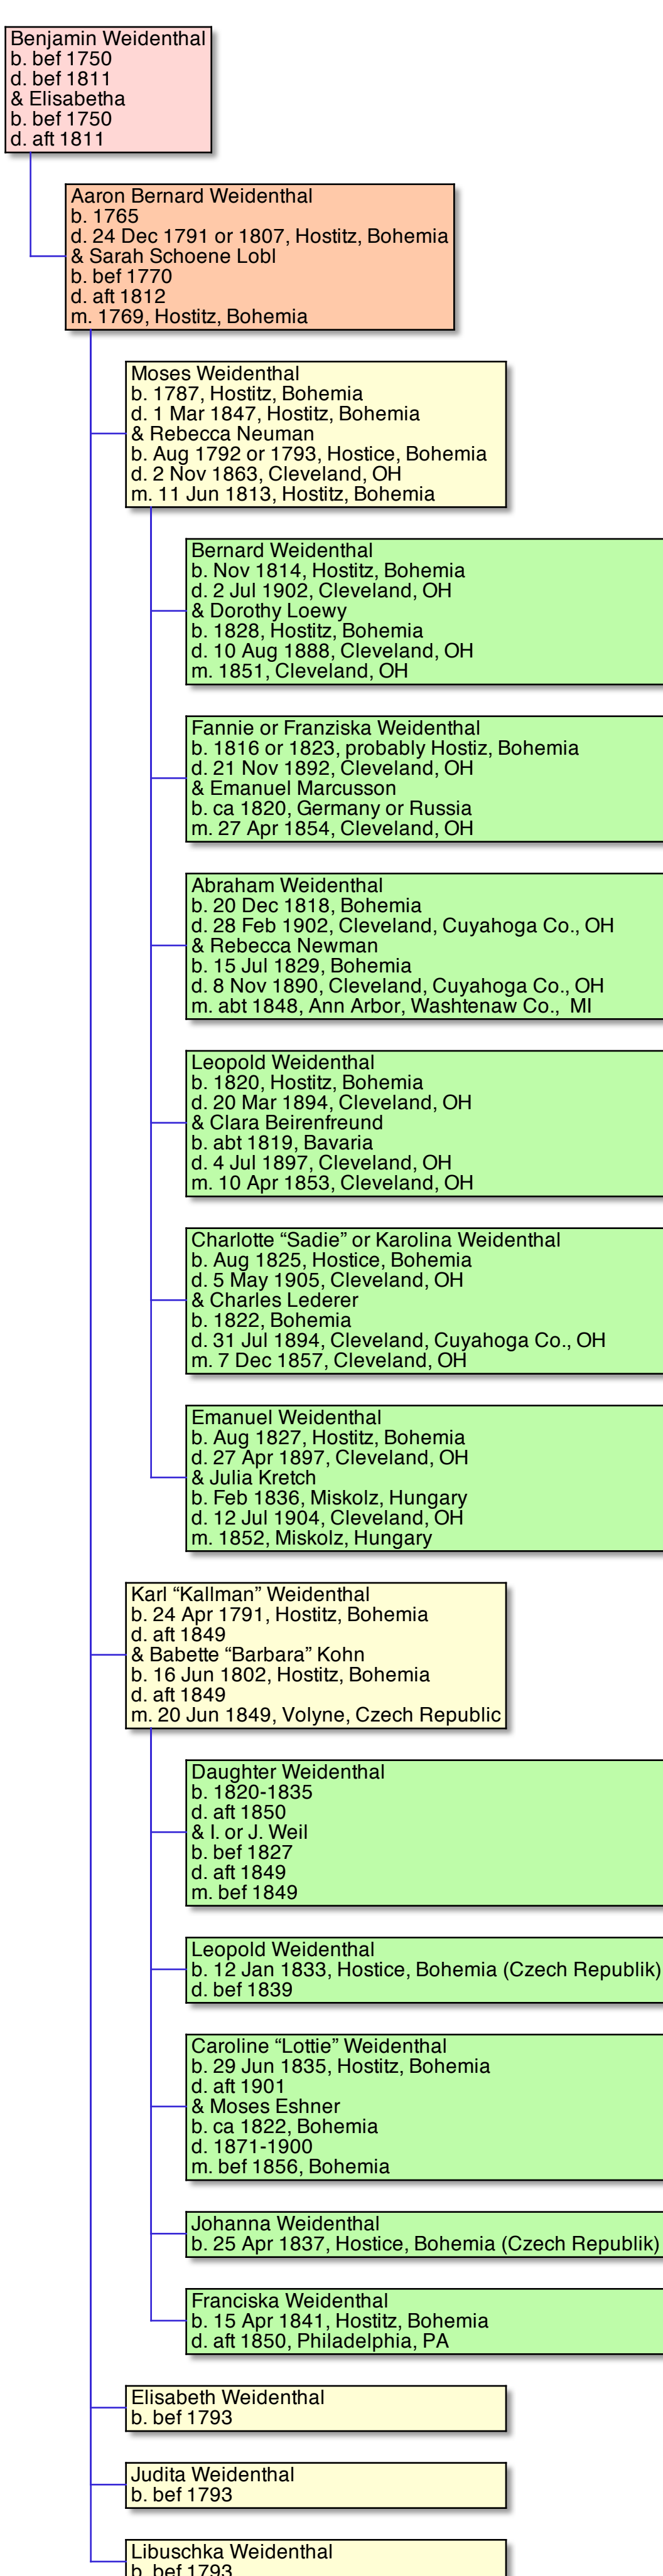 Benjamin Weidenthal
b. bef 1750
d. bef 1811
& Elisabetha
b. bef 1750
d. aft 1811
Aaron Bernard Weidenthal
b. 1765
d. 24 Dec 1791 or 1807, Hostitz, Bohemia
& Sarah Schoene Lobl
b. bef 1770
d. aft 1812
m. 1769, Hostitz, Bohemia
Moses Weidenthal
b. 1787, Hostitz, Bohemia
d. 1 Mar 1847, Hostitz, Bohemia
& Rebecca Neuman
b. Aug 1792 or 1793, Hostice, Bohemia
d. 2 Nov 1863, Cleveland, OH
m. 11 Jun 1813, Hostitz, Bohemia
Bernard Weidenthal
b. Nov 1814, Hostitz, Bohemia
d. 2 Jul 1902, Cleveland, OH
& Dorothy Loewy
b. 1828, Hostitz, Bohemia
d. 10 Aug 1888, Cleveland, OH
m. 1851, Cleveland, OH
Fannie or Franziska Weidenthal
b. 1816 or 1823, probably Hostiz, Bohemia
d. 21 Nov 1892, Cleveland, OH
& Emanuel Marcusson
b. ca 1820, Germany or Russia
m. 27 Apr 1854, Cleveland, OH
Abraham Weidenthal
b. 20 Dec 1818, Bohemia
d. 28 Feb 1902, Cleveland, Cuyahoga Co., OH
& Rebecca Newman
b. 15 Jul 1829, Bohemia
d. 8 Nov 1890, Cleveland, Cuyahoga Co., OH
m. abt 1848, Ann Arbor, Washtenaw Co.,  MI
Leopold Weidenthal
b. 1820, Hostitz, Bohemia
d. 20 Mar 1894, Cleveland, OH
& Clara Beirenfreund
b. abt 1819, Bavaria
d. 4 Jul 1897, Cleveland, OH
m. 10 Apr 1853, Cleveland, OH
Charlotte “Sadie” or Karolina Weidenthal
b. Aug 1825, Hostice, Bohemia
d. 5 May 1905, Cleveland, OH
& Charles Lederer
b. 1822, Bohemia
d. 31 Jul 1894, Cleveland, Cuyahoga Co., OH
m. 7 Dec 1857, Cleveland, OH
Emanuel Weidenthal
b. Aug 1827, Hostitz, Bohemia
d. 27 Apr 1897, Cleveland, OH
& Julia Kretch
b. Feb 1836, Miskolz, Hungary
d. 12 Jul 1904, Cleveland, OH
m. 1852, Miskolz, Hungary
Karl “Kallman” Weidenthal
b. 24 Apr 1791, Hostitz, Bohemia
d. aft 1849
& Babette “Barbara” Kohn
b. 16 Jun 1802, Hostitz, Bohemia
d. aft 1849
m. 20 Jun 1849, Volyne, Czech Republic
Daughter Weidenthal
b. 1820-1835
d. aft 1850
& I. or J. Weil
b. bef 1827
d. aft 1849
m. bef 1849
Leopold Weidenthal
b. 12 Jan 1833, Hostice, Bohemia (Czech Republik)
d. bef 1839
Caroline “Lottie” Weidenthal
b. 29 Jun 1835, Hostitz, Bohemia
d. aft 1901
& Moses Eshner
b. ca 1822, Bohemia
d. 1871-1900
m. bef 1856, Bohemia
Johanna Weidenthal
b. 25 Apr 1837, Hostice, Bohemia (Czech Republik)
Franciska Weidenthal
b. 15 Apr 1841, Hostitz, Bohemia
d. aft 1850, Philadelphia, PA
Elisabeth Weidenthal
b. bef 1793
Judita Weidenthal
b. bef 1793
Libuschka Weidenthal
b. bef 1793